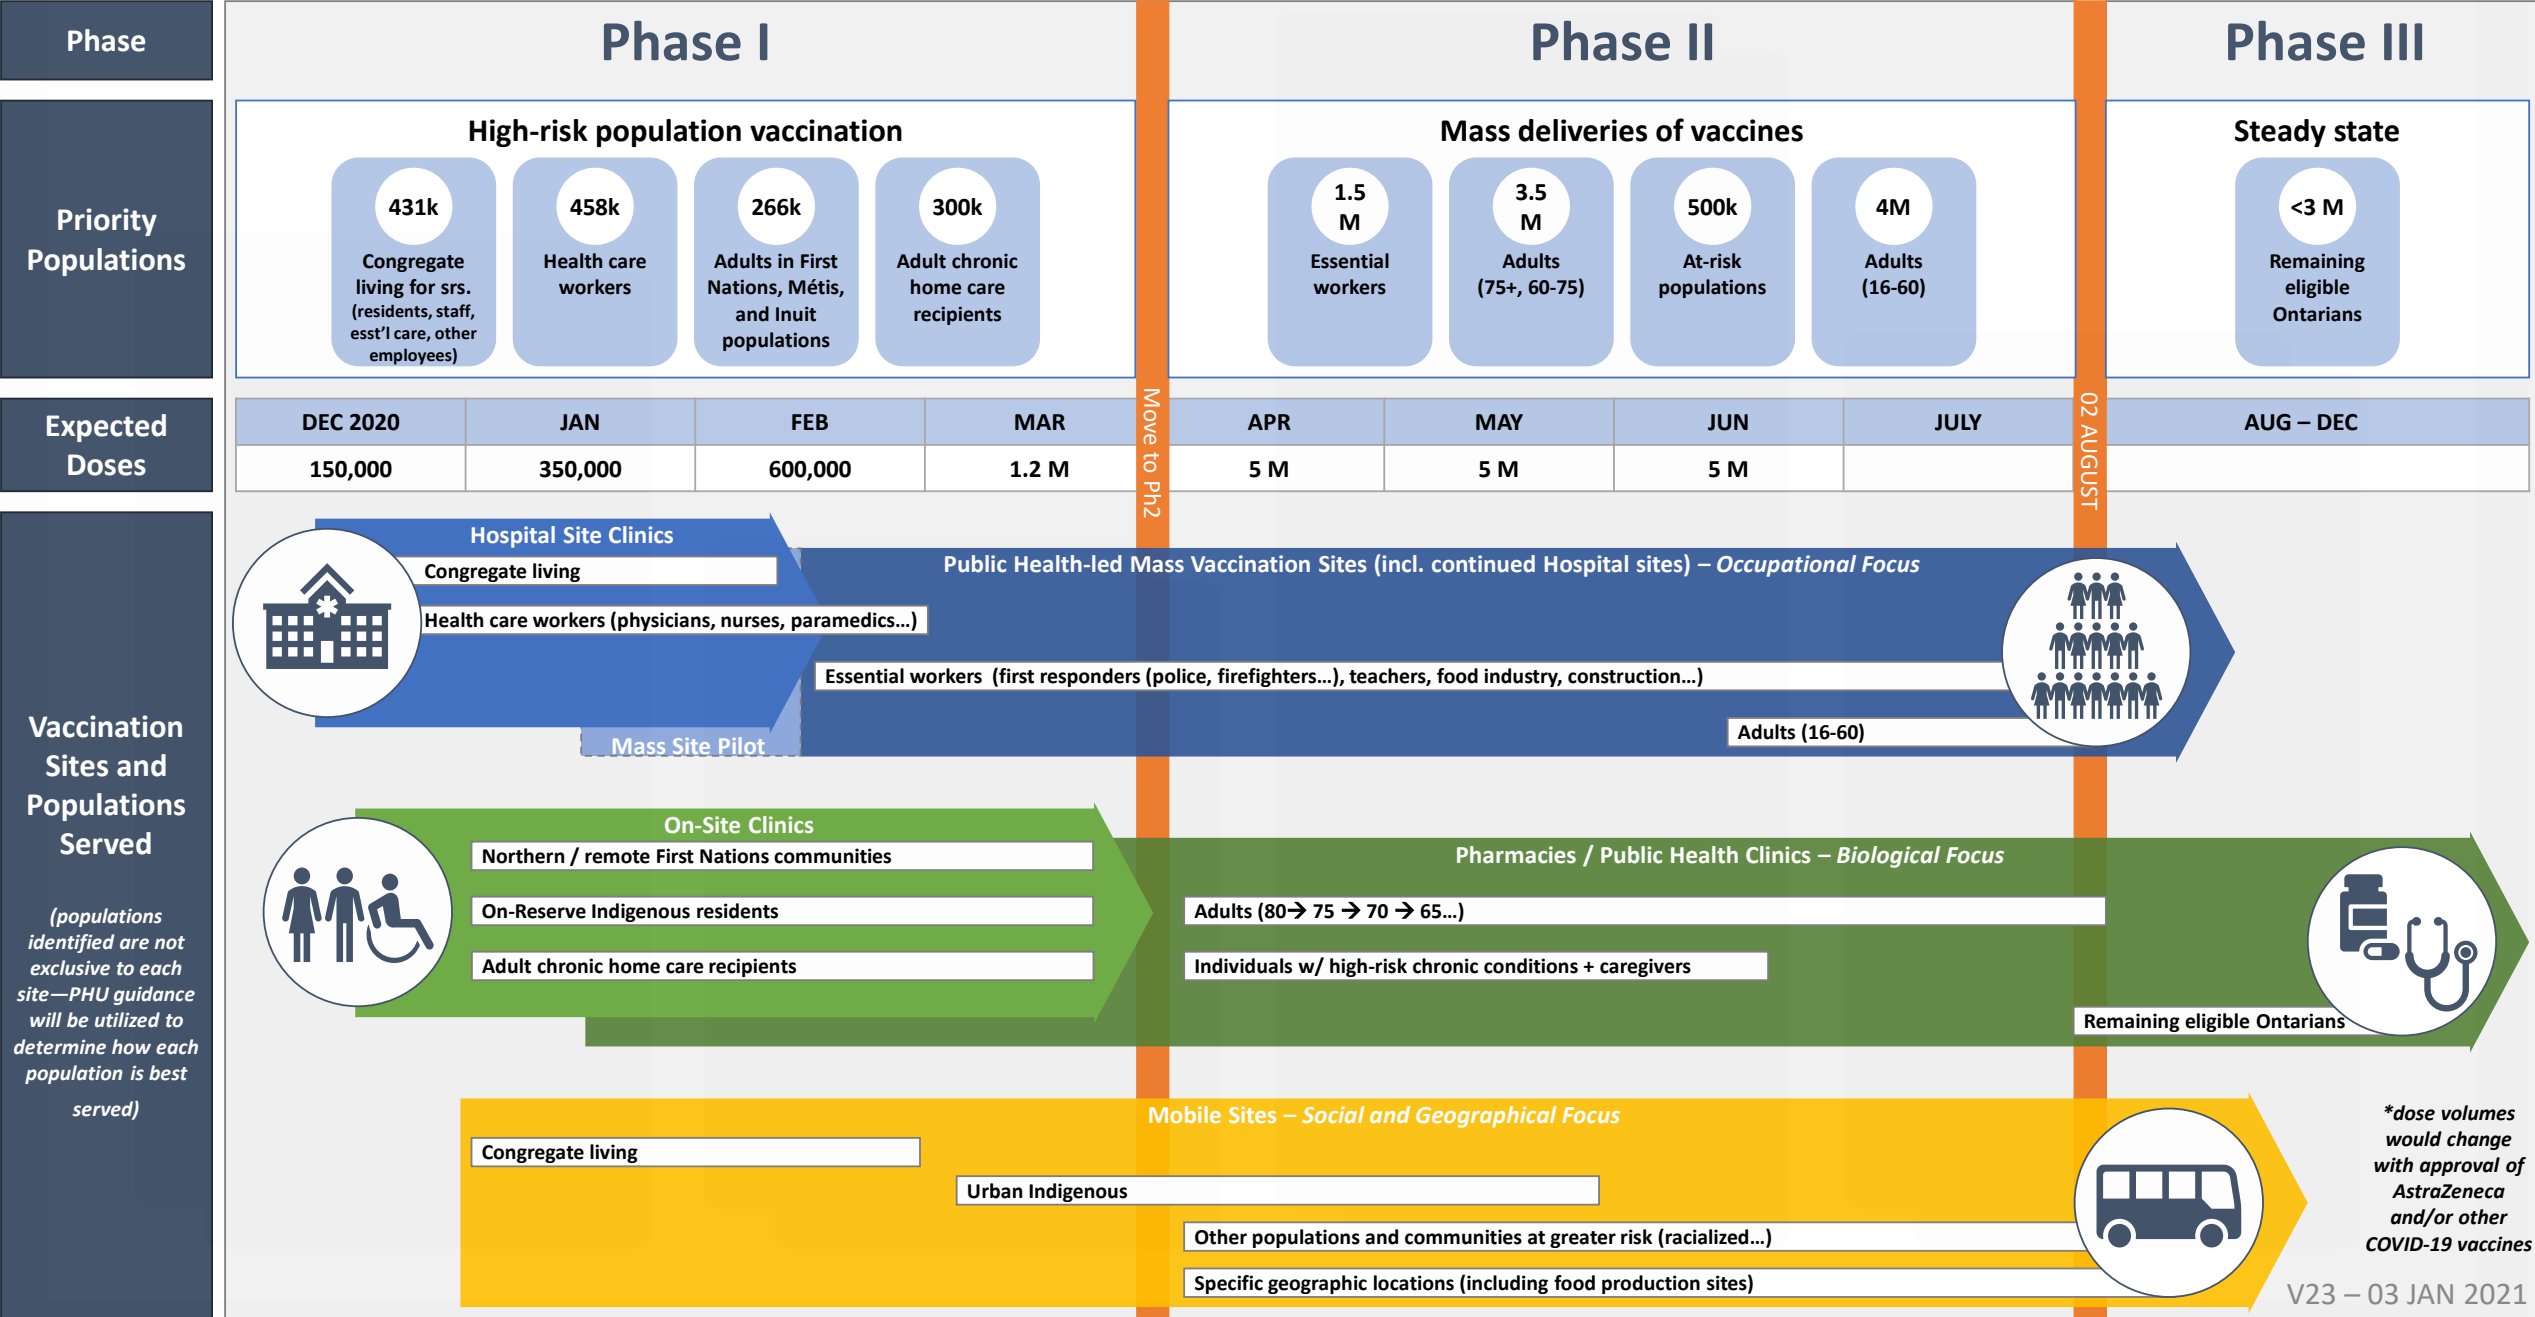 Phase
Phase I
Phase II
Phase III
Priority
Populations
High-risk population vaccination
431k
Congregate
living for srs.
(residents, staff,
esst'l care, other
employees)
458k
Health care
workers
266k
Adults in First
Nations, Métis,
and Inuit
populations
300k
Adult chronic
home care
recipients
Mass deliveries of vaccines
1.5
M
Essential
workers
3.5
M
Adults
(75+, 60-75)
500k
At-risk
populations
4M
Adults
(16-60)
Steady state
<3 M
Remaining
eligible
Ontarians
Expected
Doses
DEC 2020
JAN
FEB
MAR
APR
MAY
JUN
JULY
AUG – DEC
150,000
350,000
600,000
1.2 M
5 M
5 M
5 M
Move to Ph2
02 AUGUST
Vaccination
Sites and
Populations
Served
(populations
identified are not
exclusive to each
site—PHU guidance
will be utilized to
determine how each
population is best
served)
Hospital Site Clinics
Congregate living
Health care workers (physicians, nurses, paramedics...)
Mass Site Pilot
Public Health-led Mass Vaccination Sites (incl. continued Hospital sites) – Occupational Focus
Essential workers (first responders (police, firefighters...), teachers, food industry, construction...)
Adults (16-60)
On-Site Clinics
Northern / remote First Nations communities
On-Reserve Indigenous residents
Adult chronic home care recipients
Pharmacies / Public Health Clinics – Biological Focus
Adults (80→ 75 → 70 → 65...)
Individuals w/ high-risk chronic conditions + caregivers
Remaining eligible Ontarians
Mobile Sites – Social and Geographical Focus
Congregate living
Urban Indigenous
Other populations and communities at greater risk (racialized...)
Specific geographic locations (including food production sites)
*dose volumes
would change
with approval of
AstraZeneca
and/or other
COVID-19 vaccines
V23 – 03 JAN 2021